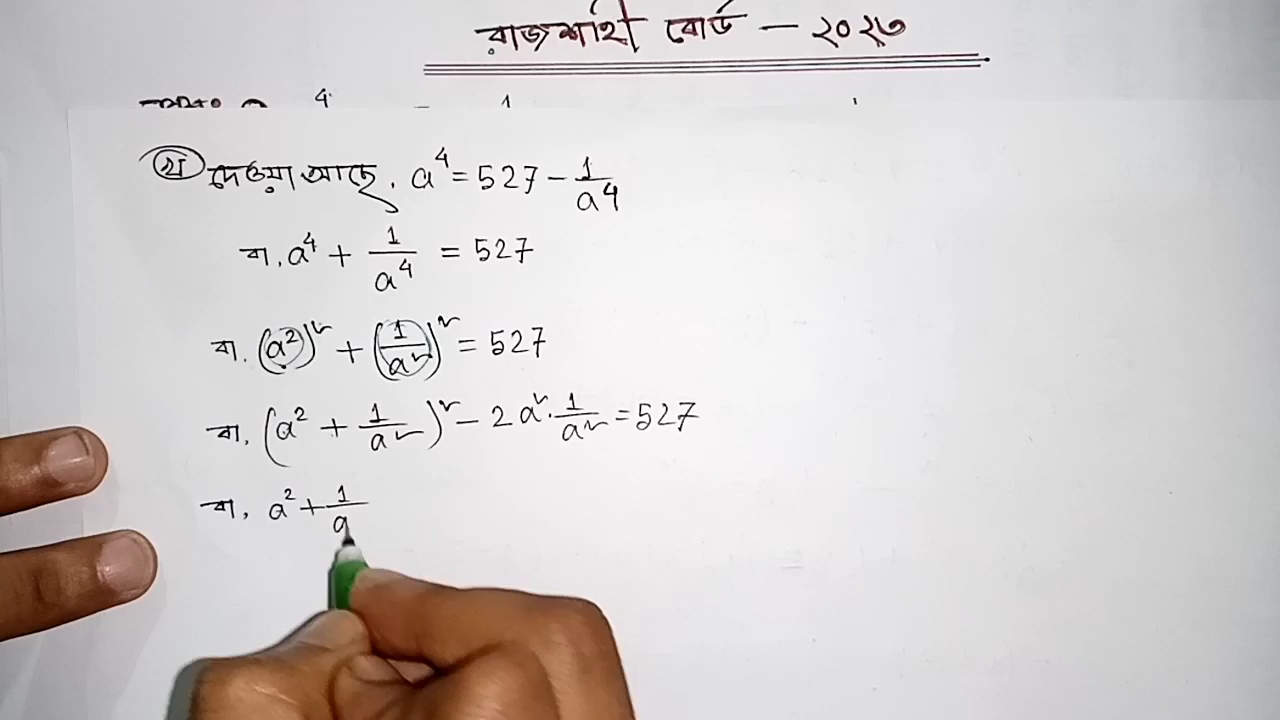 রাজশাহী বোর্ড – ২০২৩
খ দেওয়া আছে, a⁴ = 527 − 1/a⁴
বা, a⁴ + 1/a⁴ = 527
বা, (a²)² + (1/a²)² = 527
বা, (a² + 1/a²)² − 2a²·1/a² = 527
বা, a² + 1/a